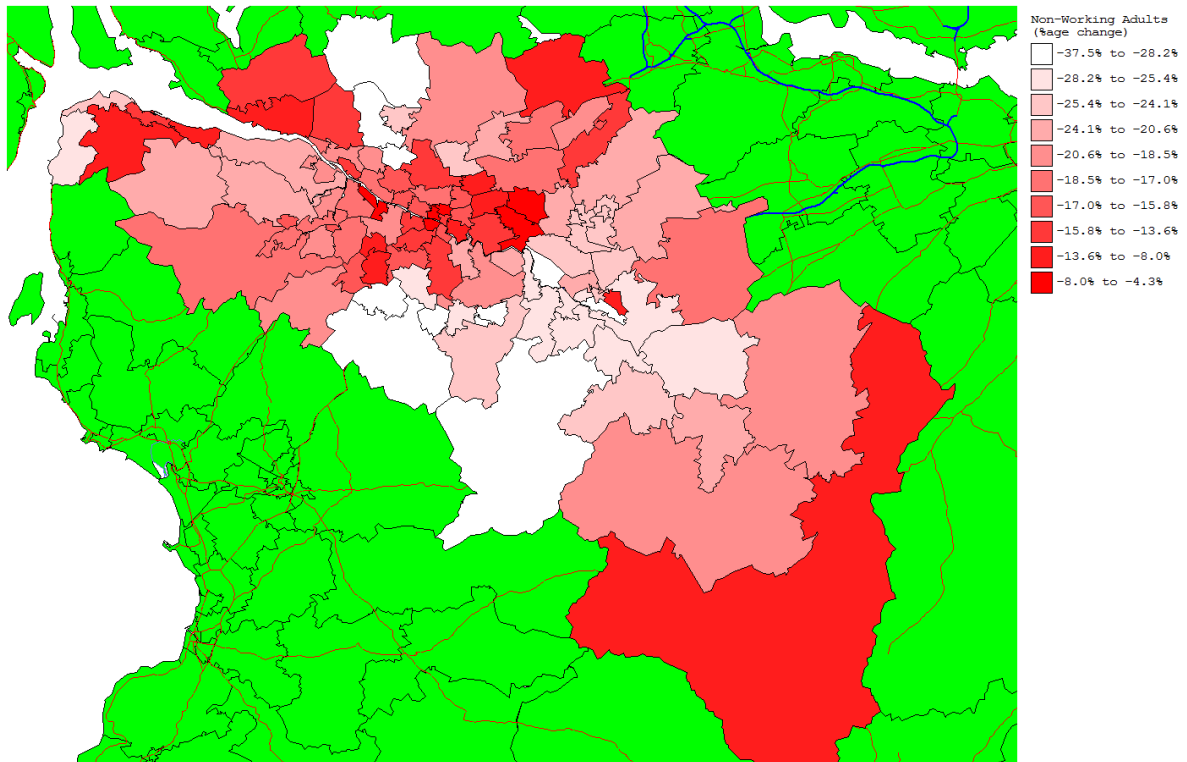 Non-Working Adults
(%age change)
-37.5% to -28.2%
-28.2% to -25.4%
-25.4% to -24.1%
-24.1% to -20.6%
-20.6% to -18.5%
-18.5% to -17.0%
-17.0% to -15.8%
-15.8% to -13.6%
-13.6% to -8.0%
-8.0% to -4.3%